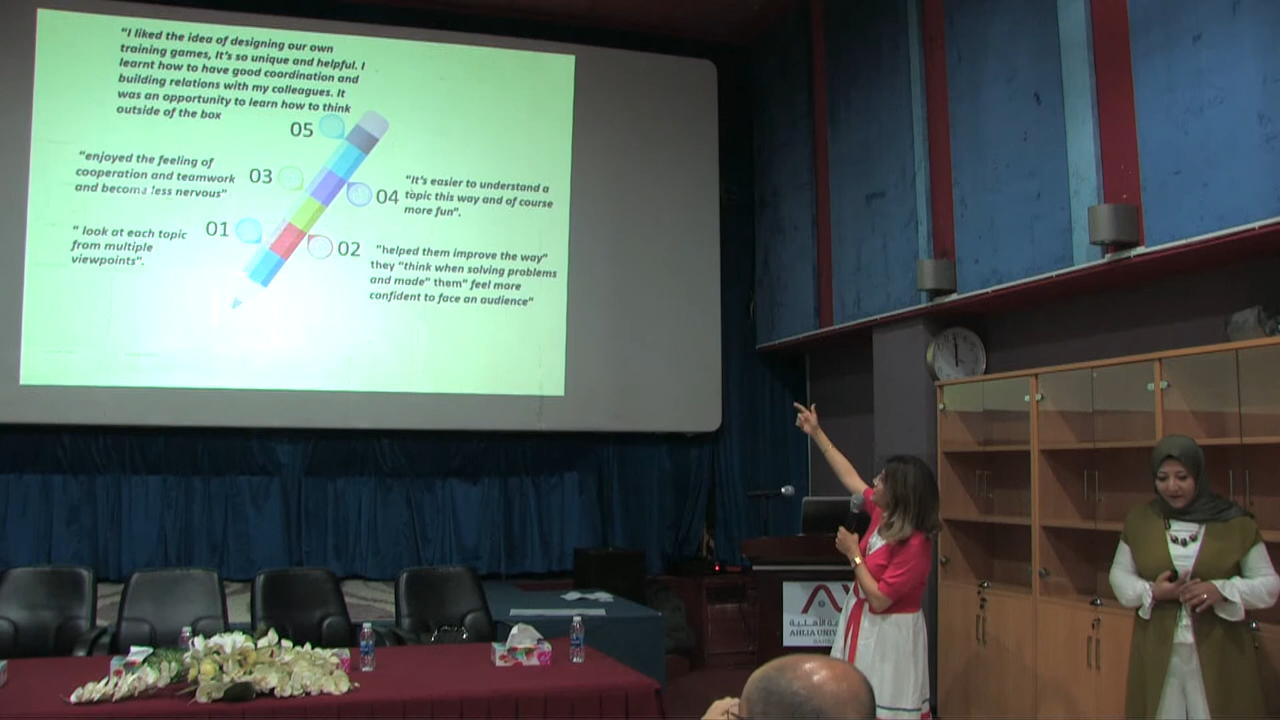 "I liked the idea of designing our own
training games, It's so unique and helpful. I
learnt how to have good coordination and
building relations with my colleagues. It
was an opportunity to learn how to think
outside of the box
05
"enjoyed the feeling of
cooperation and teamwork
and become less nervous"
03
04
"It's easier to understand a
topic this way and of course
more fun".
01
" look at each topic
from multiple
viewpoints".
02
"helped them improve the way"
they "think when solving problems
and made" them" feel more
confident to face an audience"
AHLIA UNIV